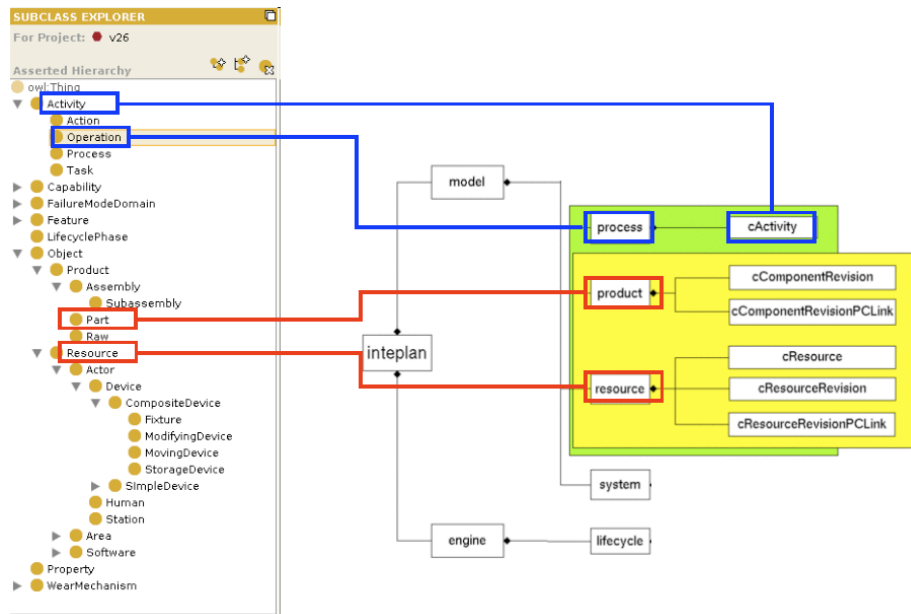 SUBCLASS EXPLORER
For Project: v26
Asserted Hierarchy
owl:Thing
Activity
Action
Operation
Process
Task
Capability
FailureModeDomain
Feature
LifecyclePhase
Object
Product
Assembly
Subassembly
Part
Raw
Resource
Actor
Device
CompositeDevice
Fixture
ModifyingDevice
MovingDevice
StorageDevice
SImpleDevice
Human
Station
Area
Software
Property
WearMechanism
inteplan
model
process
cActivity
product
cComponentRevision
cComponentRevisionPCLink
resource
cResource
cResourceRevision
cResourceRevisionPCLink
system
engine
lifecycle